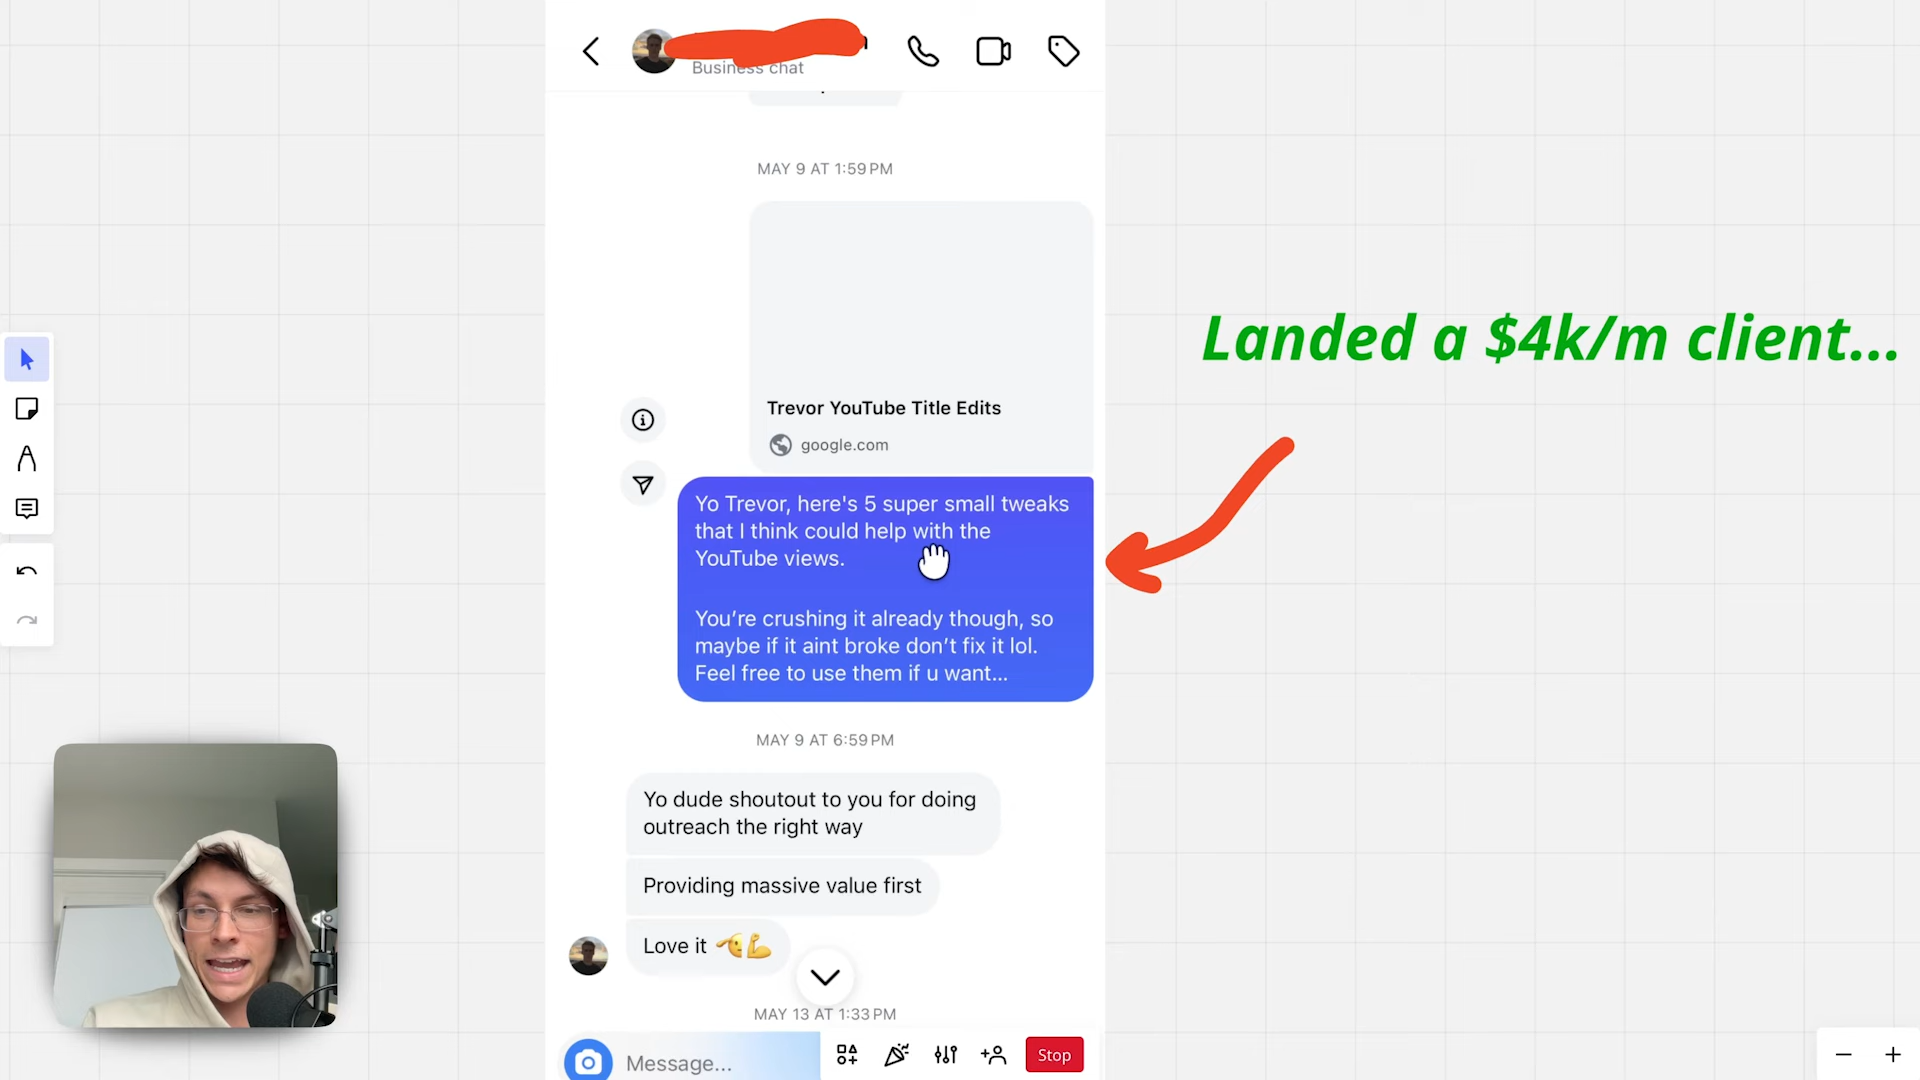 Business chat
MAY 9 AT 1:59 PM
Trevor YouTube Title Edits
google.com
Yo Trevor, here's 5 super small tweaks
that I think could help with the
YouTube views.
You're crushing it already though, so
maybe if it aint broke don't fix it lol.
Feel free to use them if u want...
Landed a $4k/m client...
MAY 9 AT 6:59 PM
Yo dude shoutout to you for doing
outreach the right way
Providing massive value first
Love it 🫡💪
MAY 13 AT 1:33 PM
Message...
Stop